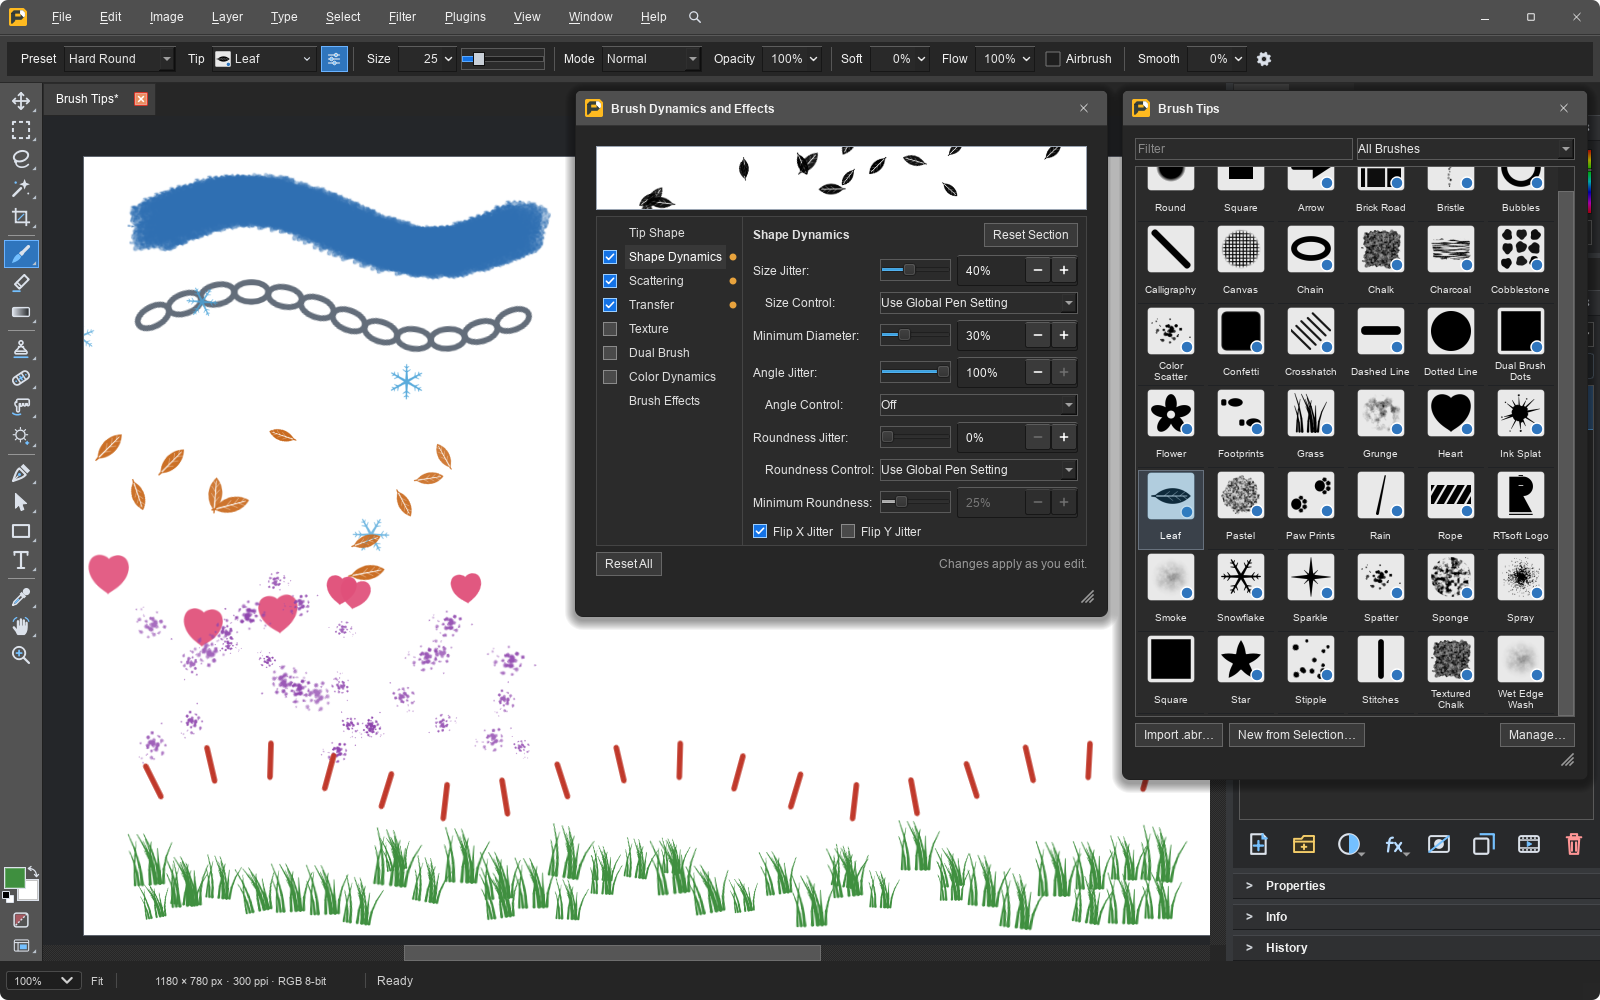 File Edit Image Layer Type Select Filter Plugins View Window Help
Preset Hard Round Tip Leaf Size 25 Mode Normal Opacity 100% Soft 0% Flow 100% Airbrush Smooth 0%
Brush Tips*
Brush Dynamics and Effects
Tip Shape
Shape Dynamics
Scattering
Transfer
Texture
Dual Brush
Color Dynamics
Brush Effects
Shape Dynamics Reset Section
Size Jitter: 40%
Size Control: Use Global Pen Setting
Minimum Diameter: 30%
Angle Jitter: 100%
Angle Control: Off
Roundness Jitter: 0%
Roundness Control: Use Global Pen Setting
Minimum Roundness: 25%
Flip X Jitter Flip Y Jitter
Reset All Changes apply as you edit.
Brush Tips
Filter All Brushes
Round Square Arrow Brick Road Bristle Bubbles
Calligraphy Canvas Chain Chalk Charcoal Cobblestone
Color Scatter Confetti Crosshatch Dashed Line Dotted Line Dual Brush Dots
Flower Footprints Grass Grunge Heart Ink Splat
Leaf Pastel Paw Prints Rain Rope RTsoft Logo
Smoke Snowflake Sparkle Spatter Sponge Spray
Square Star Stipple Stitches Textured Chalk Wet Edge Wash
Import .abr... New from Selection... Manage...
> Properties
> Info
> History
100% Fit 1180 × 780 px · 300 ppi · RGB 8-bit Ready